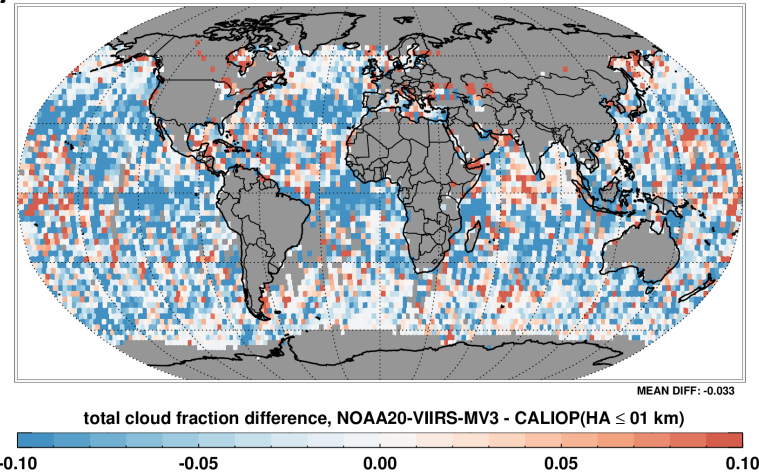 MEAN DIFF: -0.033
total cloud fraction difference, NOAA20-VIIRS-MV3 - CALIOP(HA ≤ 01 km)
-0.10 -0.05 0.00 0.05 0.10